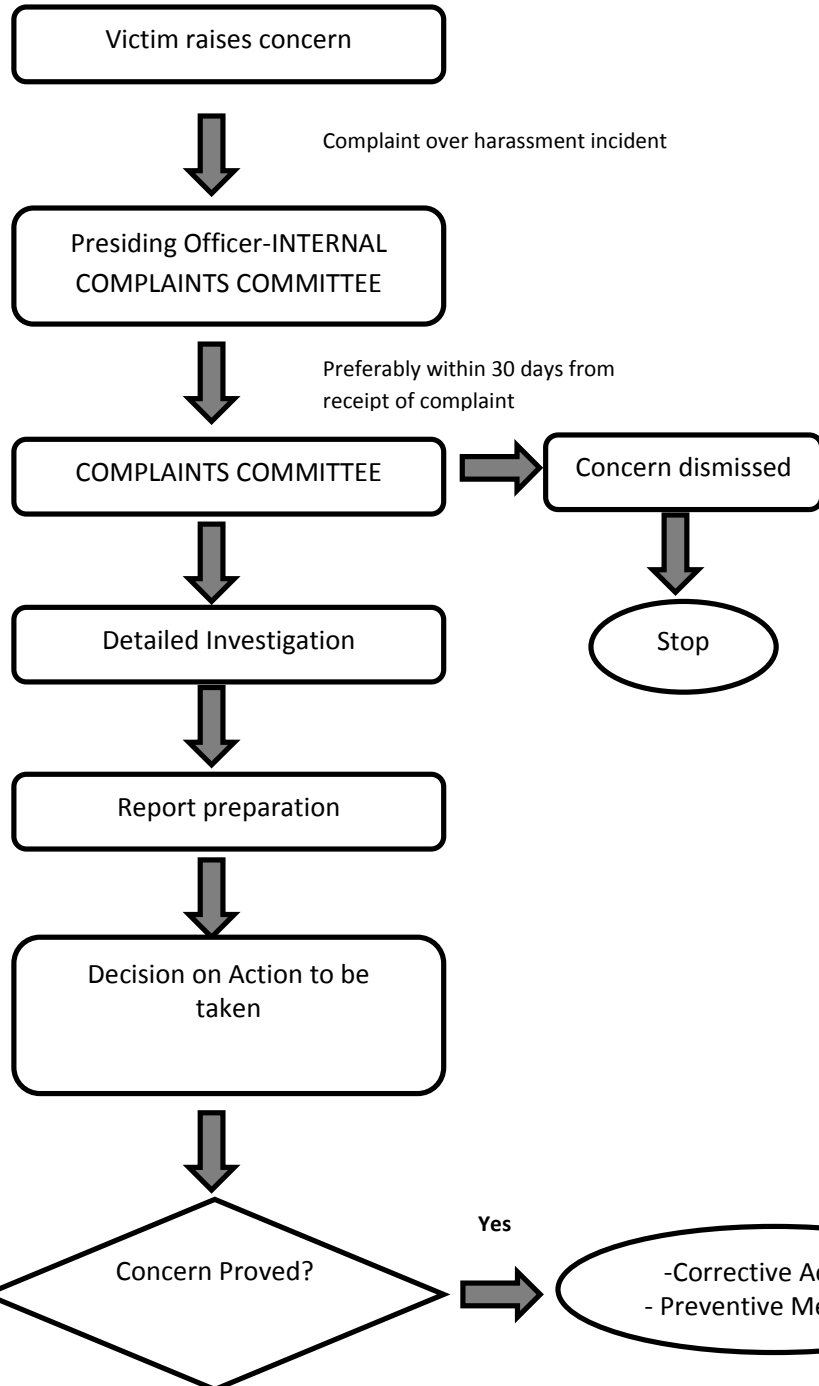 Victim raises concern
Complaint over harassment incident
Presiding Officer-INTERNAL
COMPLAINTS COMMITTEE
Preferably within 30 days from
receipt of complaint
COMPLAINTS COMMITTEE
Concern dismissed
Detailed Investigation
Stop
Report preparation
Decision on Action to be
taken
Yes
Concern Proved?
-Corrective
- Preventive